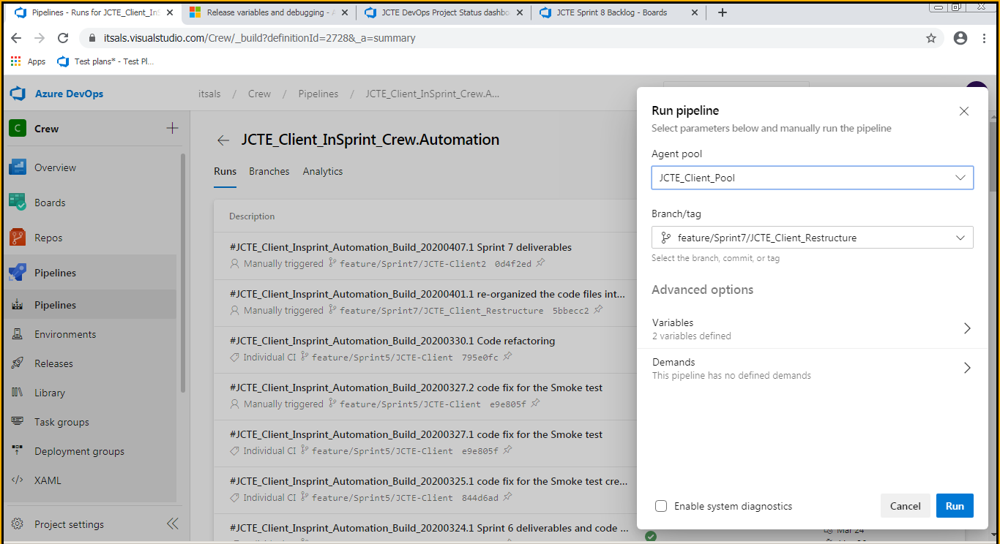 Pipelines - Runs for JCTE_Client_InS
Release variables and debugging - A
JCTE DevOps Project Status dashbo
JCTE Sprint 8 Backlog - Boards
itsals.visualstudio.com/Crew/_build?definitionId=2728&_a=summary
Apps
Test plans* - Test Pl...
Azure DevOps
itsals / Crew / Pipelines / JCTE_Client_InSprint_Crew.A...
C
Crew
Overview
Boards
Repos
Pipelines
Pipelines
Environments
Releases
Library
Task groups
Deployment groups
XAML
Project settings
JCTE_Client_InSprint_Crew.Automation
Runs Branches Analytics
Description
#JCTE_Client_Insprint_Automation_Build_20200407.1 Sprint 7 deliverables
Manually triggered feature/Sprint7/JCTE-Client2 0d4f2ed
#JCTE_Client_Insprint_Automation_Build_20200401.1 re-organized the code files int...
Manually triggered feature/Sprint7/JCTE_Client_Restructure 5bbecc2
#JCTE_Client_Insprint_Automation_Build_20200330.1 Code refactoring
Individual CI feature/Sprint5/JCTE-Client 795e0fc
#JCTE_Client_Insprint_Automation_Build_20200327.2 code fix for the Smoke test
Manually triggered feature/Sprint5/JCTE-Client e9e805f
#JCTE_Client_Insprint_Automation_Build_20200327.1 code fix for the Smoke test
Individual CI feature/Sprint5/JCTE-Client e9e805f
#JCTE_Client_Insprint_Automation_Build_20200325.1 code fix for the Smoke test cre...
Individual CI feature/Sprint5/JCTE-Client 844d6ad
#JCTE_Client_Insprint_Automation_Build_20200324.1 Sprint 6 deliverables and code ...
Mar 24
Run pipeline
Select parameters below and manually run the pipeline
Agent pool
JCTE_Client_Pool
Branch/tag
feature/Sprint7/JCTE_Client_Restructure
Select the branch, commit, or tag
Advanced options
Variables
2 variables defined
Demands
This pipeline has no defined demands
Enable system diagnostics
Cancel
Run